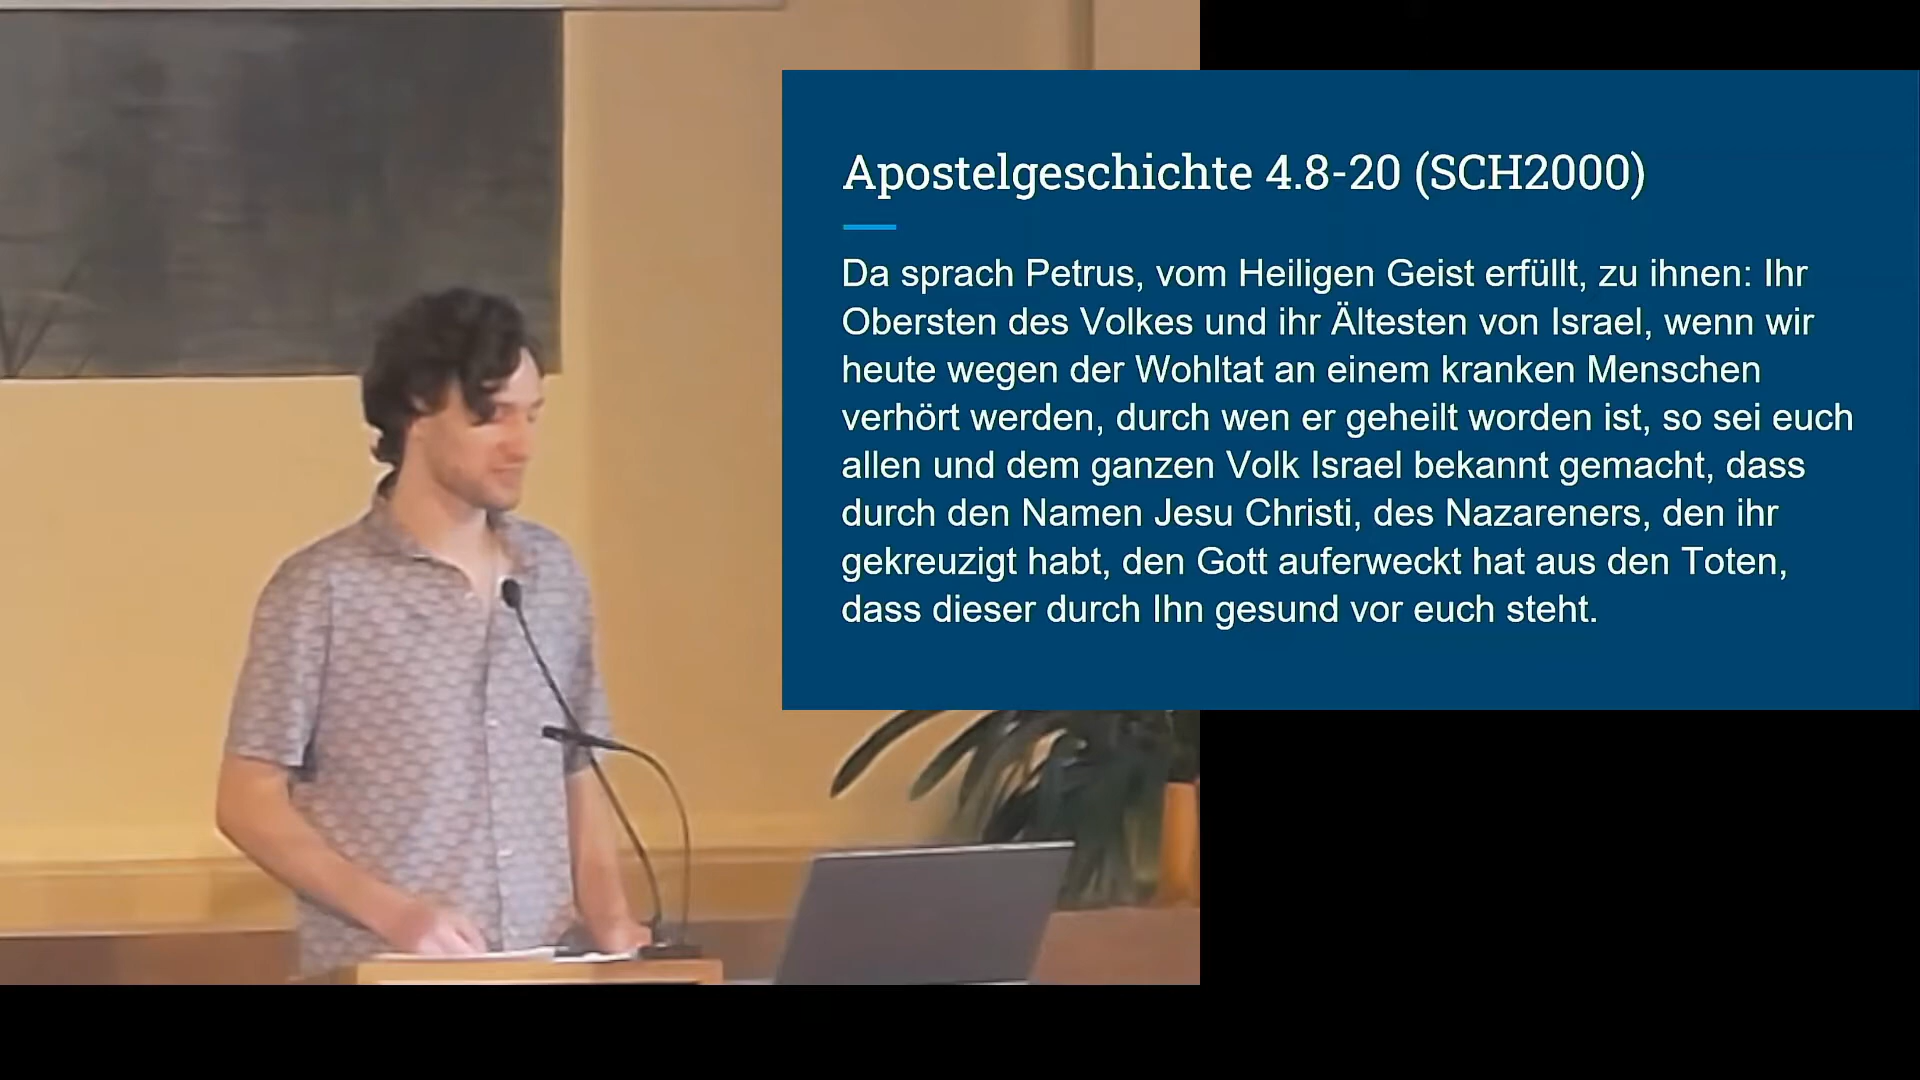 Apostelgeschichte 4.8-20 (SCH2000)
Da sprach Petrus, vom Heiligen Geist erfüllt, zu ihnen: Ihr
Obersten des Volkes und ihr Ältesten von Israel, wenn wir
heute wegen der Wohltat an einem kranken Menschen
verhört werden, durch wen er geheilt worden ist, so sei euch
allen und dem ganzen Volk Israel bekannt gemacht, dass
durch den Namen Jesu Christi, des Nazareners, den ihr
gekreuzigt habt, den Gott auferweckt hat aus den Toten,
dass dieser durch Ihn gesund vor euch steht.